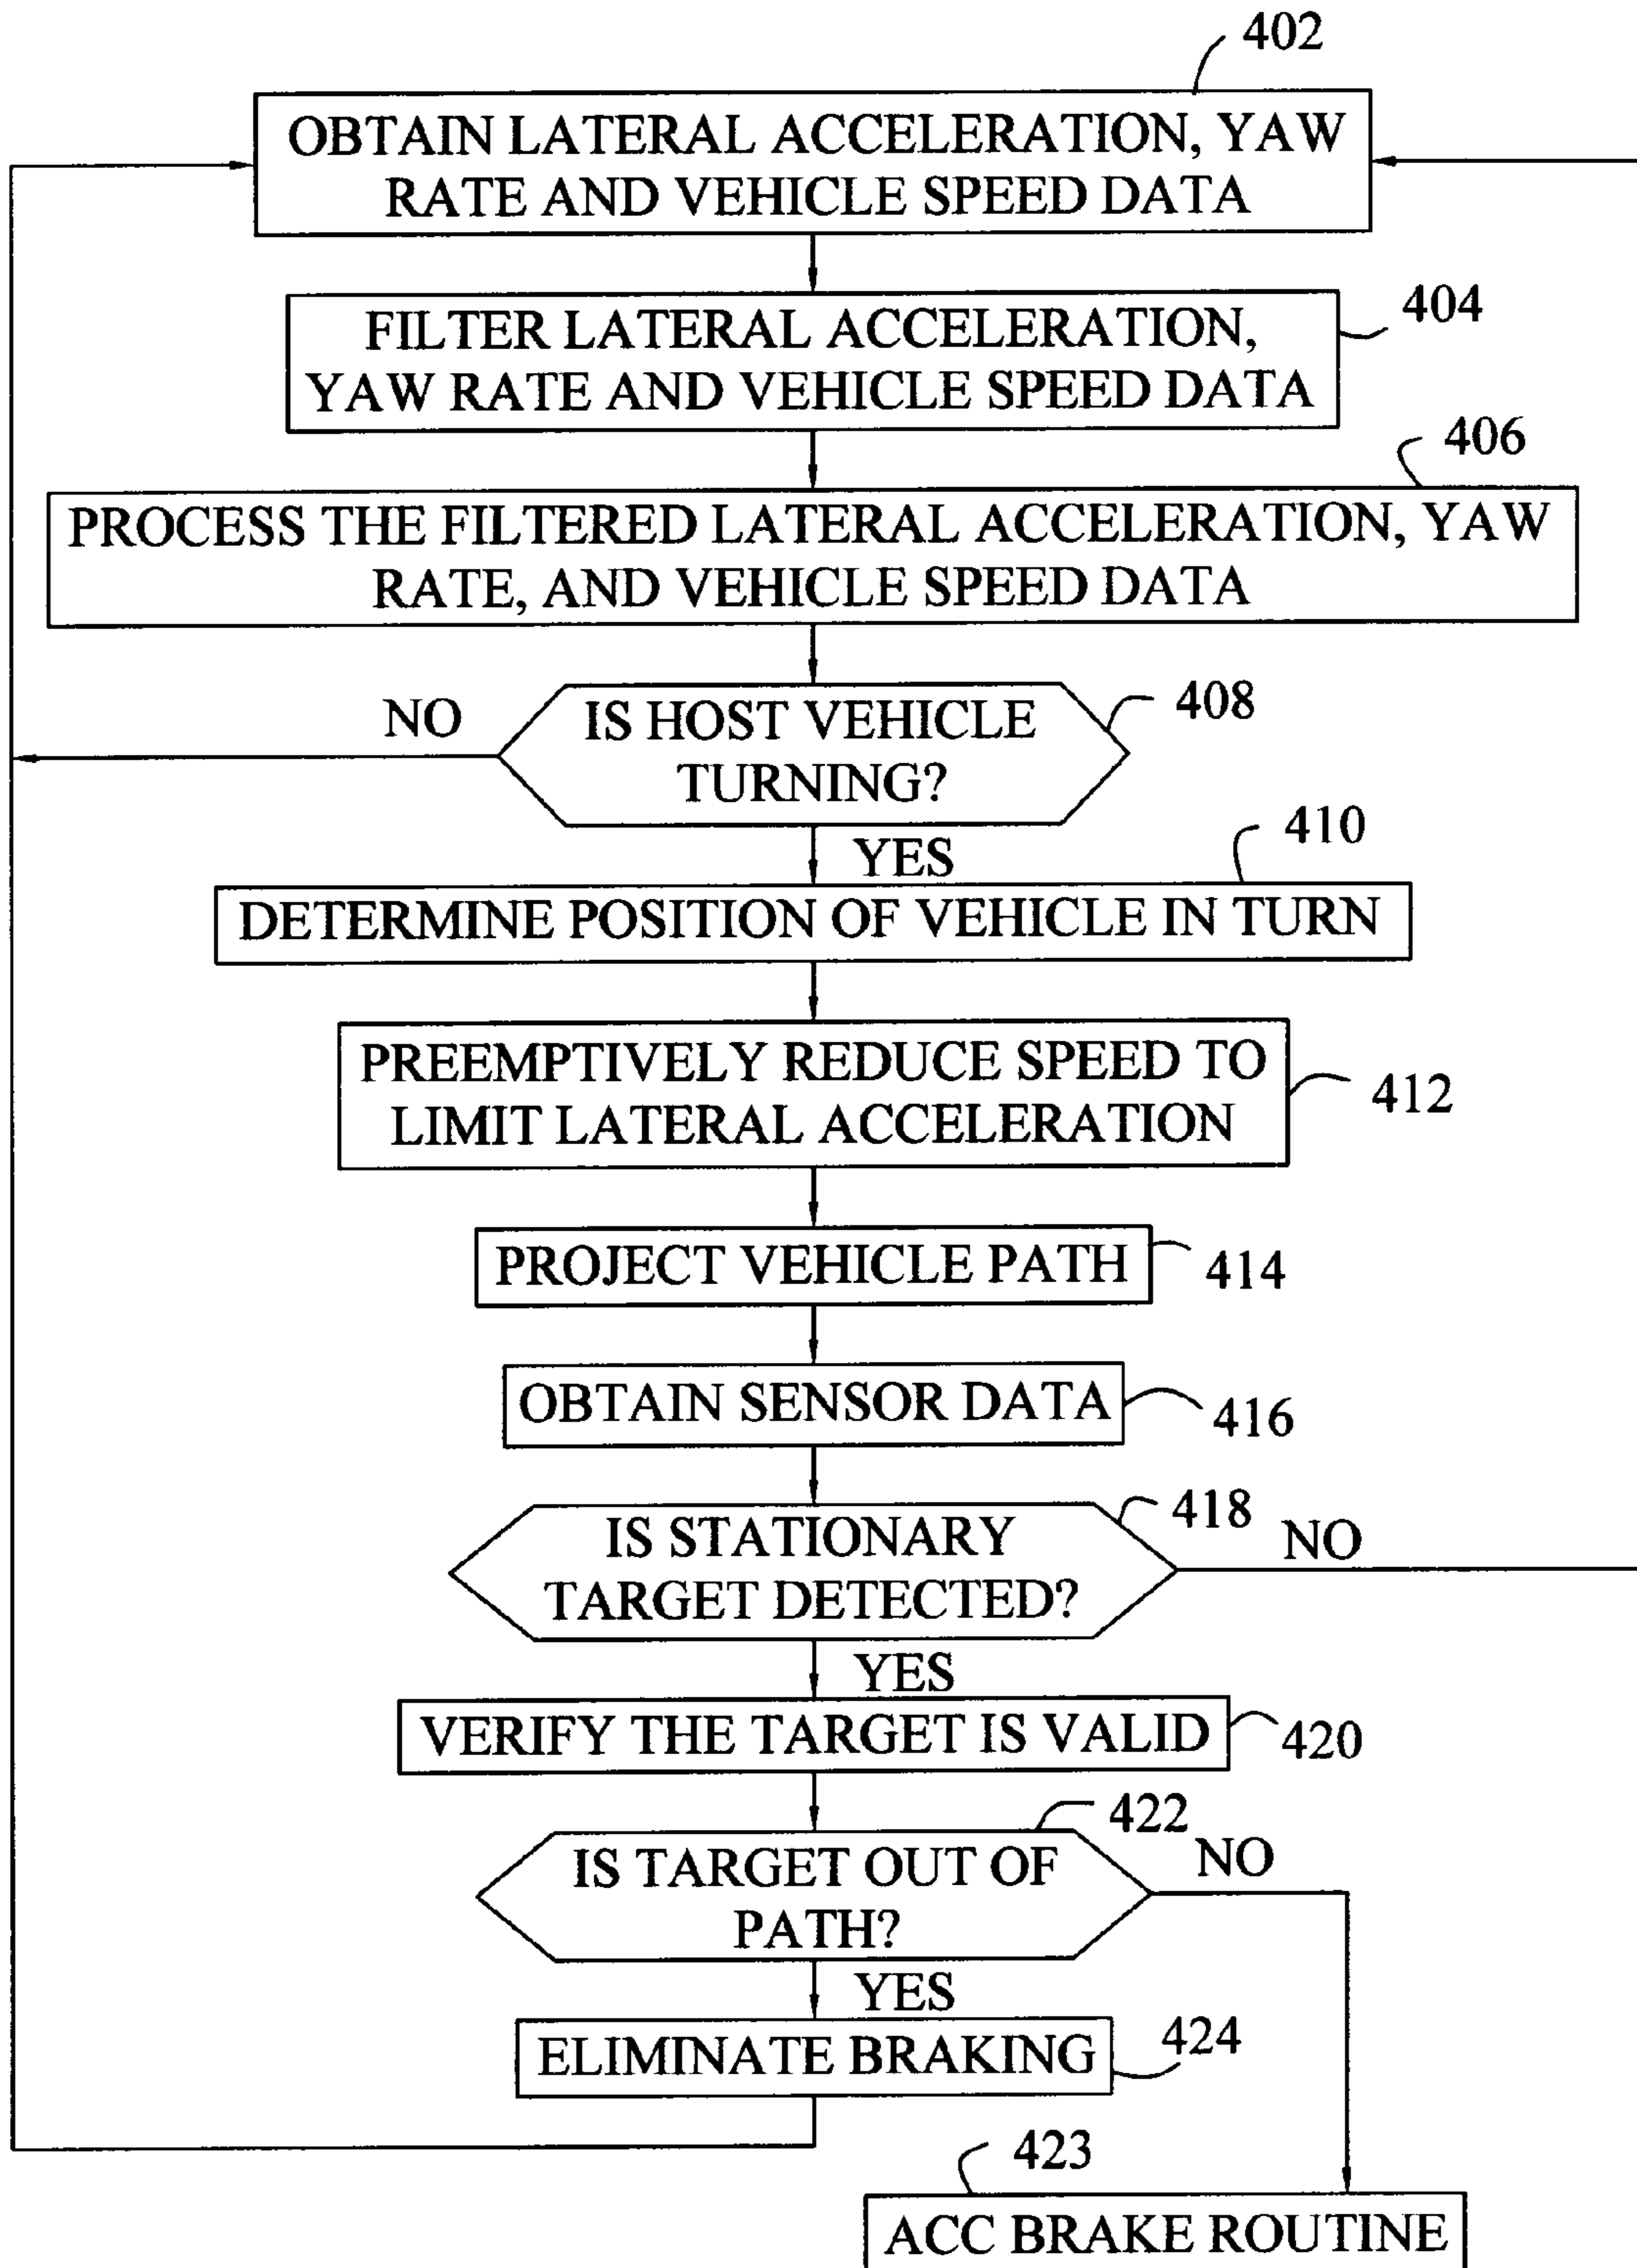 402
OBTAIN LATERAL ACCELERATION, YAW
RATE AND VEHICLE SPEED DATA
404
FILTER LATERAL ACCELERATION,
YAW RATE AND VEHICLE SPEED DATA
406
PROCESS THE FILTERED LATERAL ACCELERATION, YAW
RATE, AND VEHICLE SPEED DATA
408
NO
IS HOST VEHICLE
TURNING?
YES
410
DETERMINE POSITION OF VEHICLE IN TURN
PREEMPTIVELY REDUCE SPEED TO
LIMIT LATERAL ACCELERATION
412
PROJECT VEHICLE PATH
414
OBTAIN SENSOR DATA
416
418
IS STATIONARY
TARGET DETECTED?
NO
YES
VERIFY THE TARGET IS VALID
420
422
IS TARGET OUT OF
PATH?
NO
YES
ELIMINATE BRAKING
424
423
ACC BRAKE ROUTINE